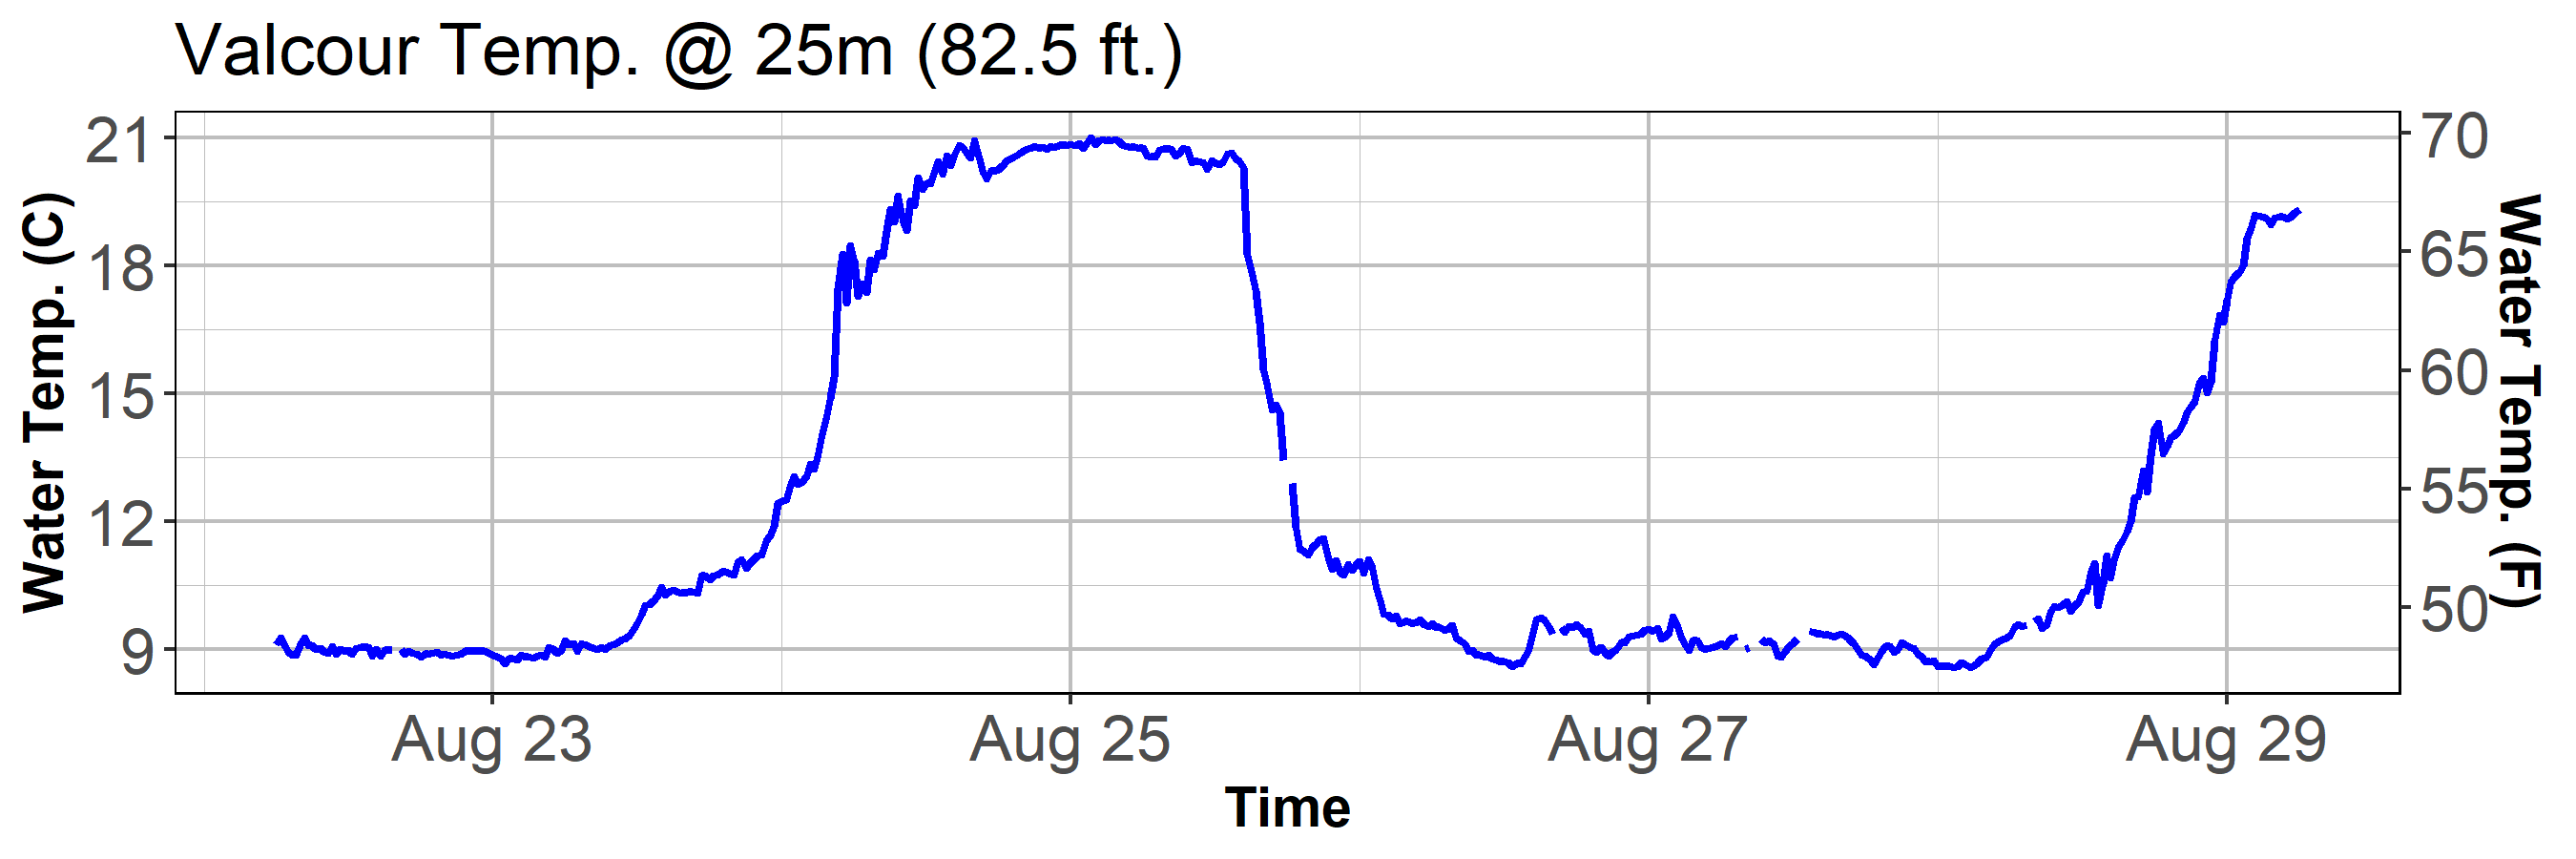 Valcour Temp. @ 25m (82.5 ft.)
Water Temp. (C)
21
18
15
12
9
70
65
60
55
50
Water Temp. (F)
Aug 23 Aug 25 Aug 27 Aug 29
Time